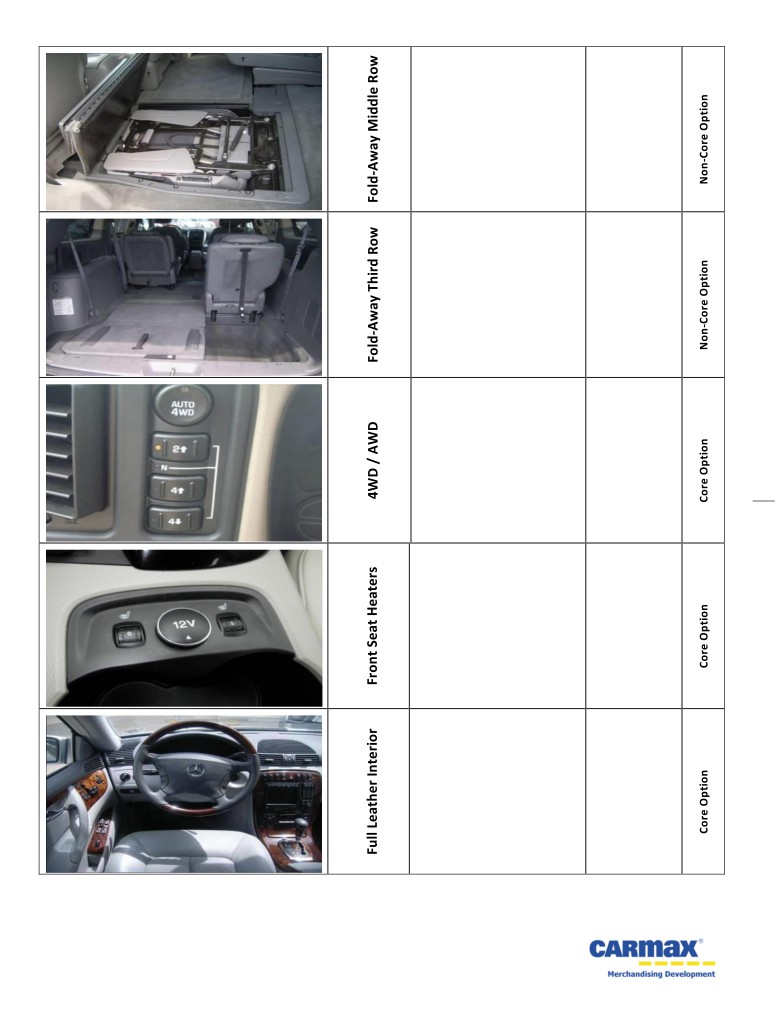 Fold-Away Middle Row
Non-Core Option
Fold-Away Third Row
Non-Core Option
AUTO
4WD
2
N
4
4
4WD / AWD
Core Option
12V
Front Seat Heaters
Core Option
Full Leather Interior
Core Option
CARMAX®
Merchandising Development